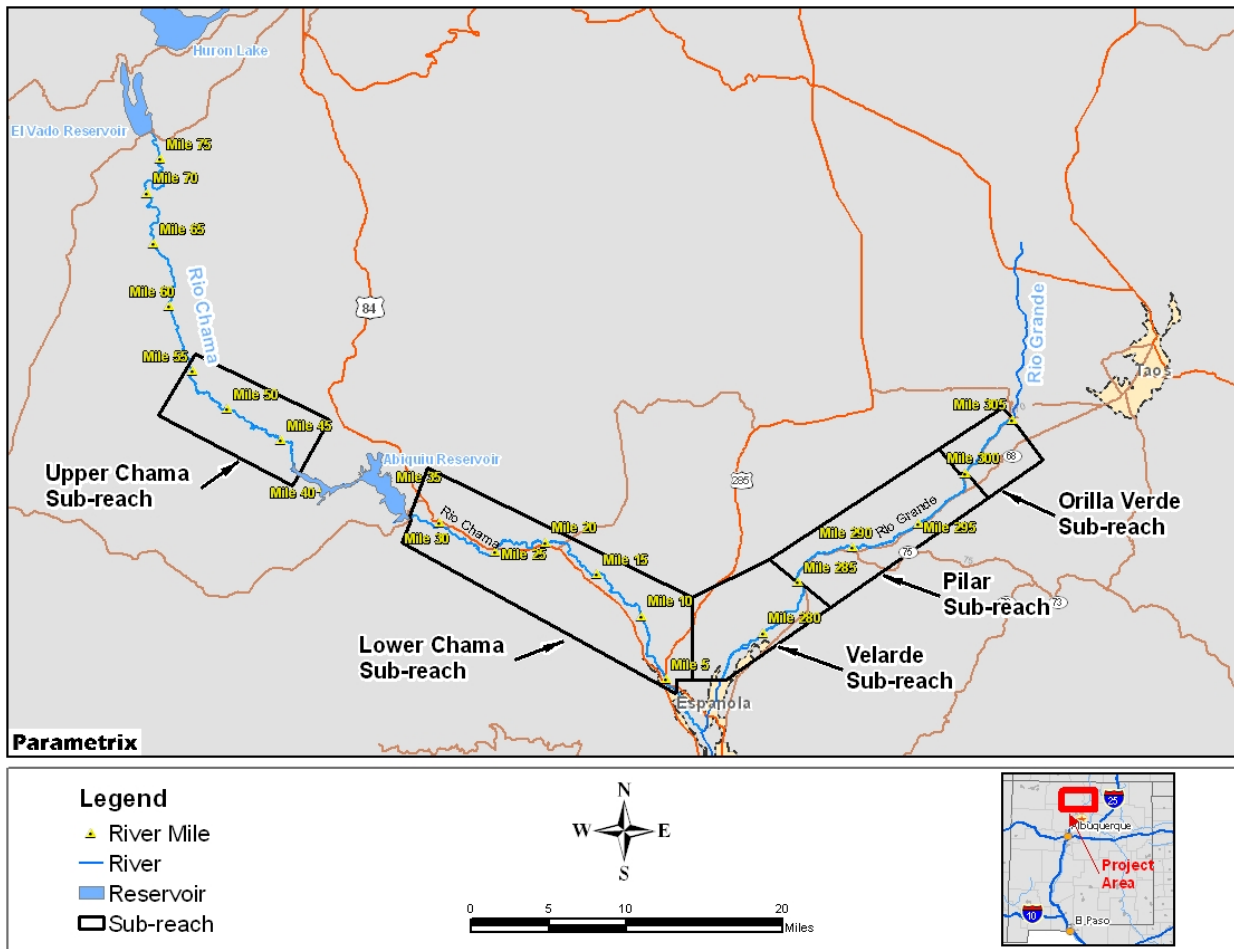 Huron Lake
El Vado Reservoir
Mile 75
Mile 70
Mile 65
Rio Chama
Mile 60
84
Mile 55
Mile 50
Mile 45
Upper Chama
Sub-reach
Mile 40
Abiquiu Reservoir
Mile 35
Rio Chama
Mile 30
Mile 25
Mile 20
Mile 15
Mile 10
Mile 5
Lower Chama
Sub-reach
285
Española
Rio Grande
Taos
Mile 305
68
Mile 300
Orilla Verde
Sub-reach
Rio Grande
Mile 295
Mile 290
75
Mile 285
Pilar
Sub-reach
73
Mile 280
Velarde
Sub-reach
Parametrix
Legend
River Mile
River
Reservoir
Sub-reach
N
W E
S
0 5 10 20
Miles
25
Albuquerque
Project
Area
10
El Paso